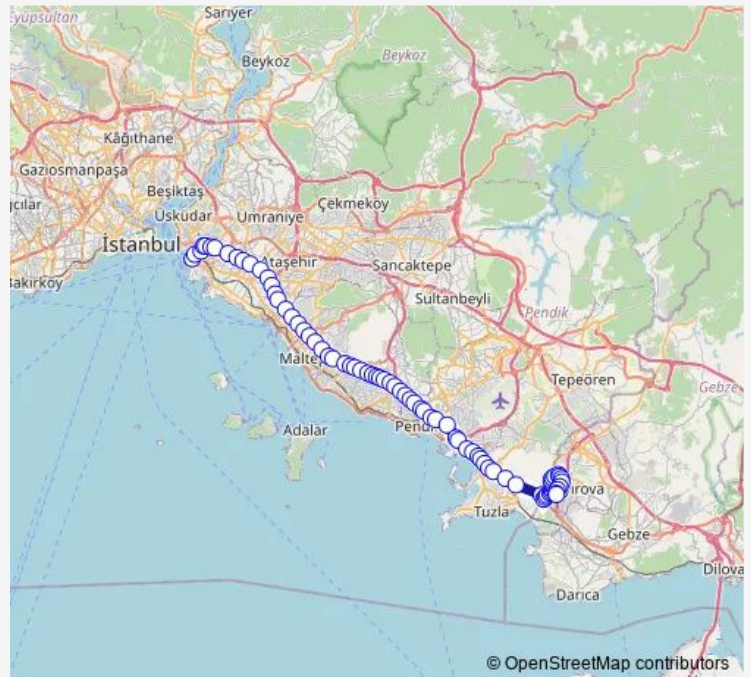 Eyüpsultan
Sarıyer
Beykoz
Beykoz
Kâğıthane
Gaziosmanpaşa
Beşiktaş
Çekmeköy
Üsküdar
Ümraniye
İstanbul
Ataşehir
Sancaktepe
Bakırköy
Sultanbeyli
Pendik
Maltepe
Tepeören
Gebze
Adalar
Pendik
irova
Tuzla
Gebze
Dilova
Darıca
© OpenStreetMap contributors